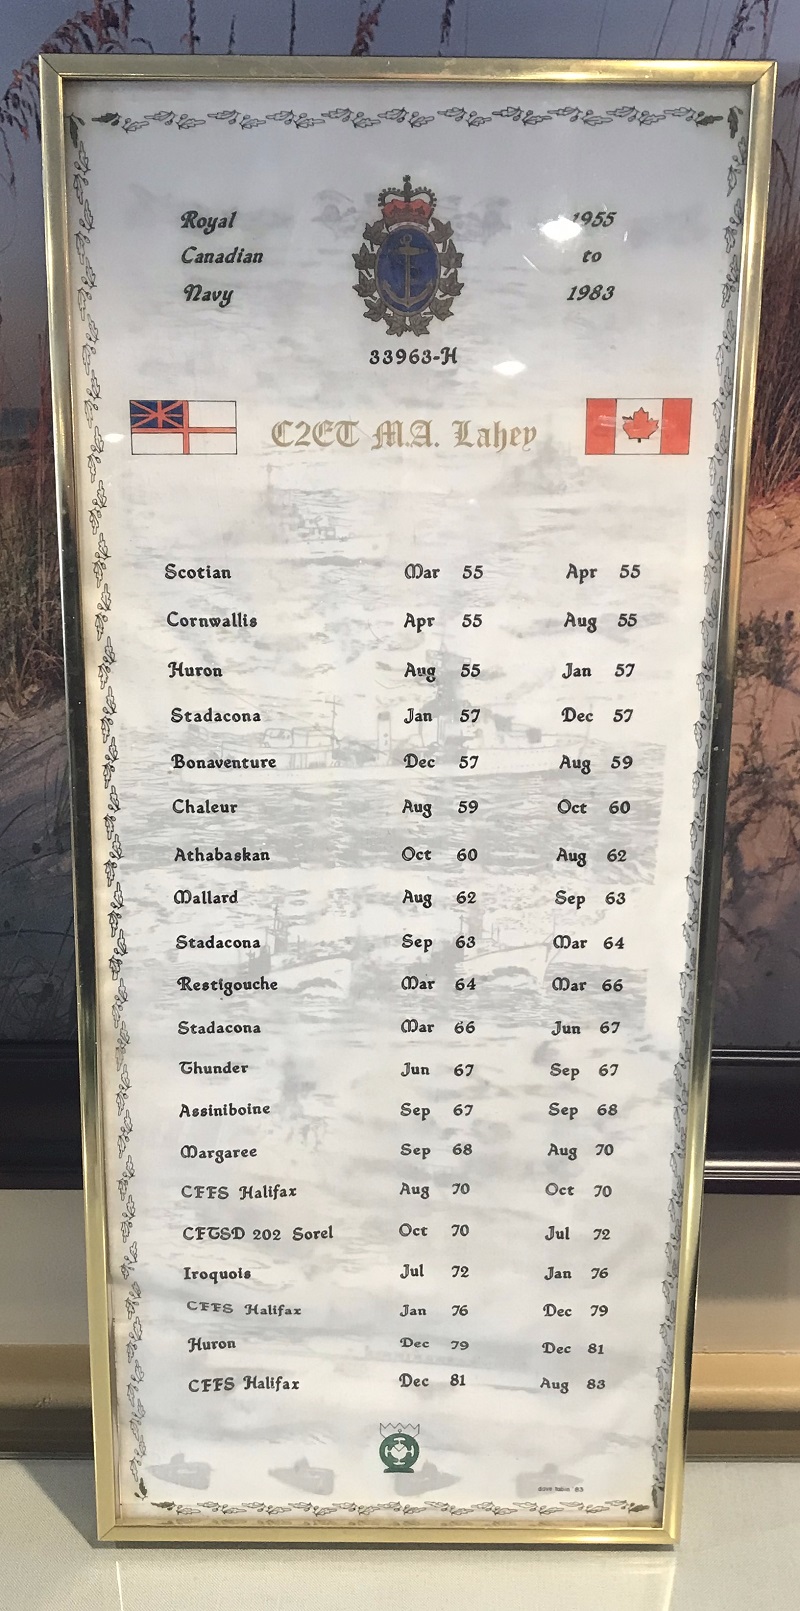 Royal 1955
Canadian to
Navy 1983
33963-H
C2ET M.A. Lahey
Scotian Mar 55 Apr 55
Cornwallis Apr 55 Aug 55
Huron Aug 55 Jan 57
Stadacona Jan 57 Dec 57
Bonaventure Dec 57 Aug 59
Chaleur Aug 59 Oct 60
Athabaskan Oct 60 Aug 62
Mallard Aug 62 Sep 63
Stadacona Sep 63 Mar 64
Restigouche Mar 64 Mar 66
Stadacona Mar 66 Jun 67
Thunder Jun 67 Sep 67
Assiniboine Sep 67 Sep 68
Margaree Sep 68 Aug 70
CFFS Halifax Aug 70 Oct 70
CFTSD 202 Sorel Oct 70 Jul 72
Iroquois Jul 72 Jan 76
CFFS Halifax Jan 76 Dec 79
Huron Dec 79 Dec 81
CFFS Halifax Dec 81 Aug 83
83